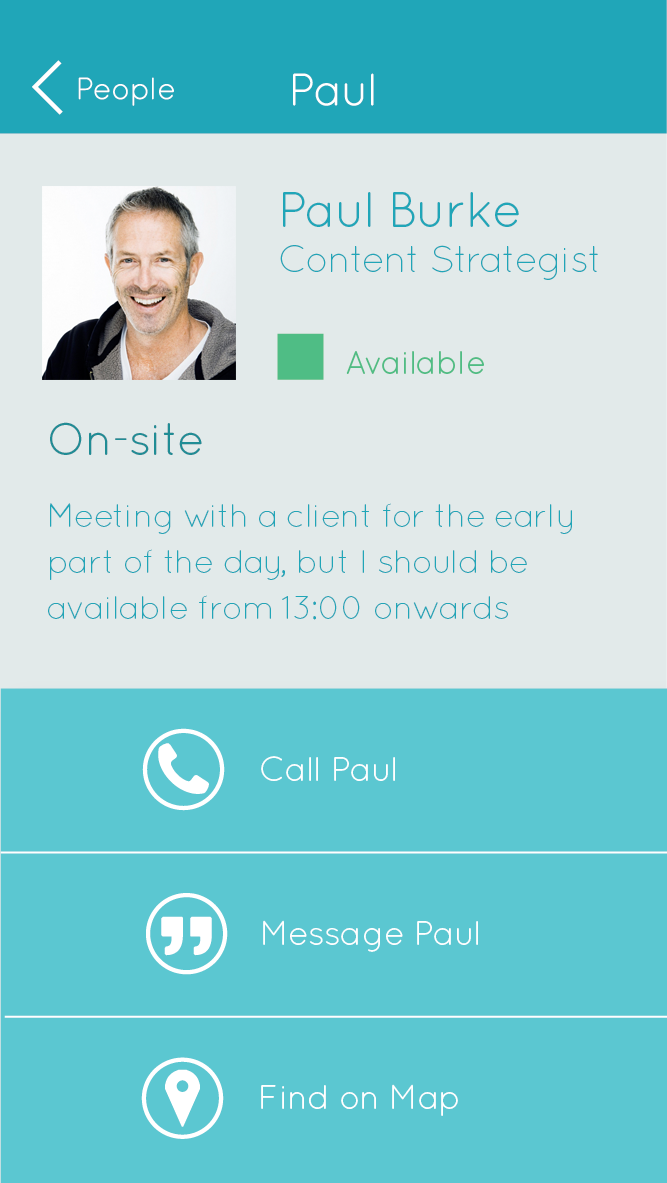 People
Paul
Paul Burke
Content Strategist
Available
On-site
Meeting with a client for the early
part of the day, but I should be
available from 13:00 onwards
Call Paul
Message Paul
Find on Map